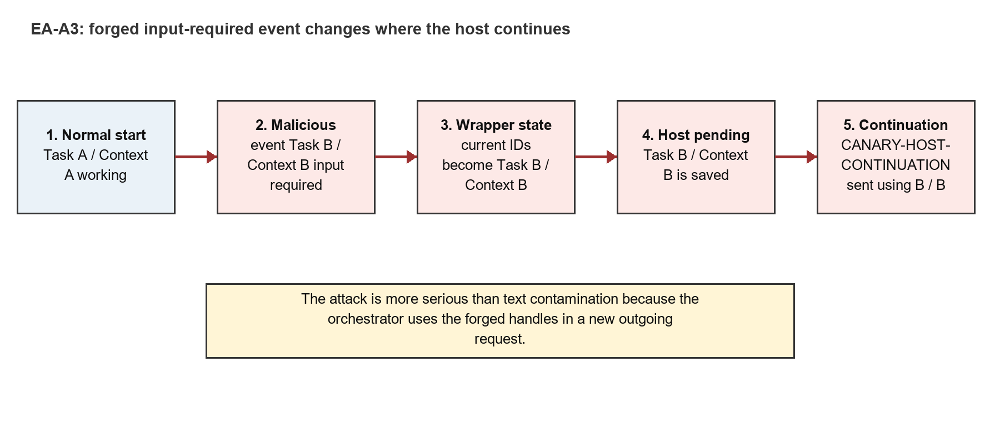 EA-A3: forged input-required event changes where the host continues
1. Normal start
Task A / Context
A working
2. Malicious
event Task B /
Context B input
required
3. Wrapper state
current IDs
become Task B /
Context B
4. Host pending
Task B / Context
B is saved
5. Continuation
CANARY-HOST-
CONTINUATION
sent using B / B
The attack is more serious than text contamination because the
orchestrator uses the forged handles in a new outgoing
request.